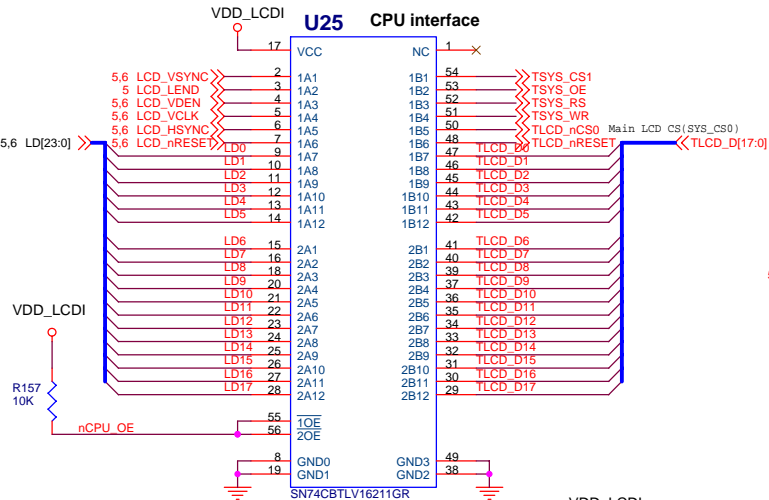 VDD_LCDI
U25 CPU interface
17 VCC NC 1
5,6 LCD_VSYNC 2 1A1 1B1 54 TSYS_CS1
5 LCD_LEND 3 1A2 1B2 53 TSYS_OE
5,6 LCD_VDEN 4 1A3 1B3 52 TSYS_RS
5,6 LCD_VCLK 5 1A4 1B4 51 TSYS_WR
5,6 LCD_HSYNC 6 1A5 1B5 50 TLCD_nCS0 Main LCD CS(SYS_CS0)
5,6 LCD_nRESET 7 1A6 1B6 48 TLCD_nRESET
5,6 LD[23:0] TLCD_D[17:0]
LD0 9 1A7 1B7 47 TLCD_D0
LD1 10 1A8 1B8 46 TLCD_D1
LD2 11 1A9 1B9 45 TLCD_D2
LD3 12 1A10 1B10 44 TLCD_D3
LD4 13 1A11 1B11 43 TLCD_D4
LD5 14 1A12 1B12 42 TLCD_D5
LD6 15 2A1 2B1 41 TLCD_D6
LD7 16 2A2 2B2 40 TLCD_D7
LD8 18 2A3 2B3 39 TLCD_D8
LD9 20 2A4 2B4 37 TLCD_D9
LD10 21 2A5 2B5 36 TLCD_D10
LD11 22 2A6 2B6 35 TLCD_D11
LD12 23 2A7 2B7 34 TLCD_D12
LD13 24 2A8 2B8 33 TLCD_D13
LD14 25 2A9 2B9 32 TLCD_D14
LD15 26 2A10 2B10 31 TLCD_D15
LD16 27 2A11 2B11 30 TLCD_D16
LD17 28 2A12 2B12 29 TLCD_D17
VDD_LCDI
R157
10K
nCPU_OE
55 1OE
56 2OE
8 GND0 GND3 49
19 GND1 GND2 38
SN74CBTLV16211GR